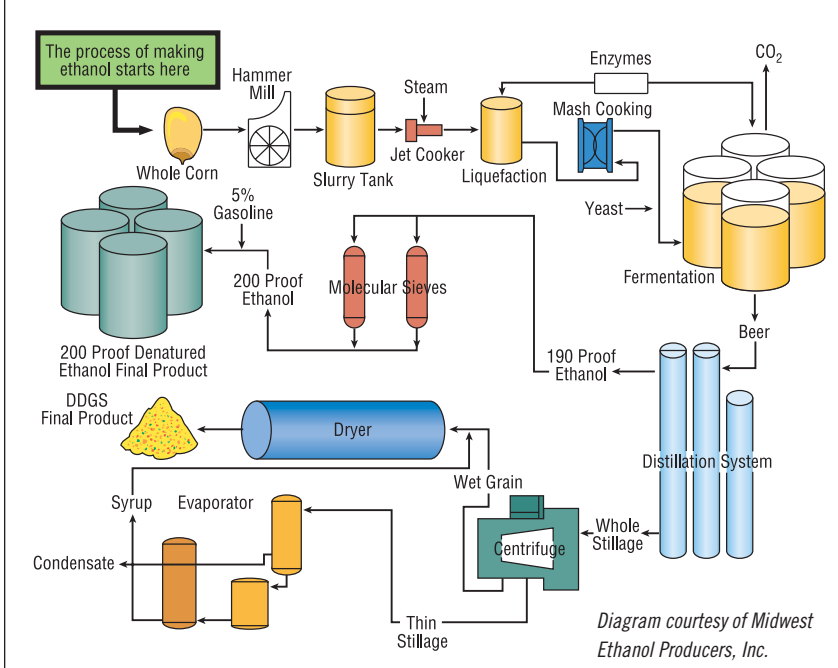 The process of making
ethanol starts here
Whole Corn
Hammer
Mill
Slurry Tank
Steam
Jet Cooker
Liquefaction
Enzymes
Mash Cooking
CO₂
Yeast
Fermentation
Beer
5%
Gasoline
200 Proof
Ethanol
Molecular Sieves
200 Proof Denatured
Ethanol Final Product
190 Proof
Ethanol
Distillation System
DDGS
Final Product
Dryer
Wet Grain
Syrup
Evaporator
Centrifuge
Whole
Stillage
Condensate
Thin
Stillage
Diagram courtesy of Midwest
Ethanol Producers, Inc.